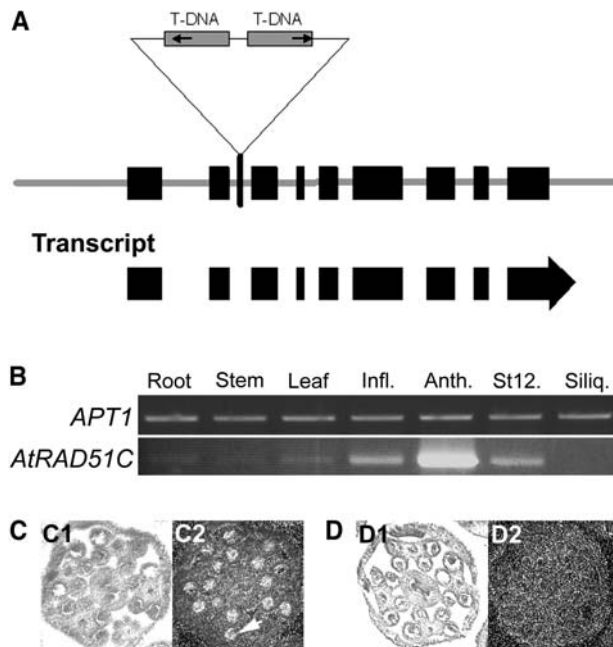 A
T-DNA T-DNA
Transcript
B
Root Stem Leaf Infl. Anth. St12. Siliq.
APT1
AtRAD51C
C C1 C2 D D1 D2